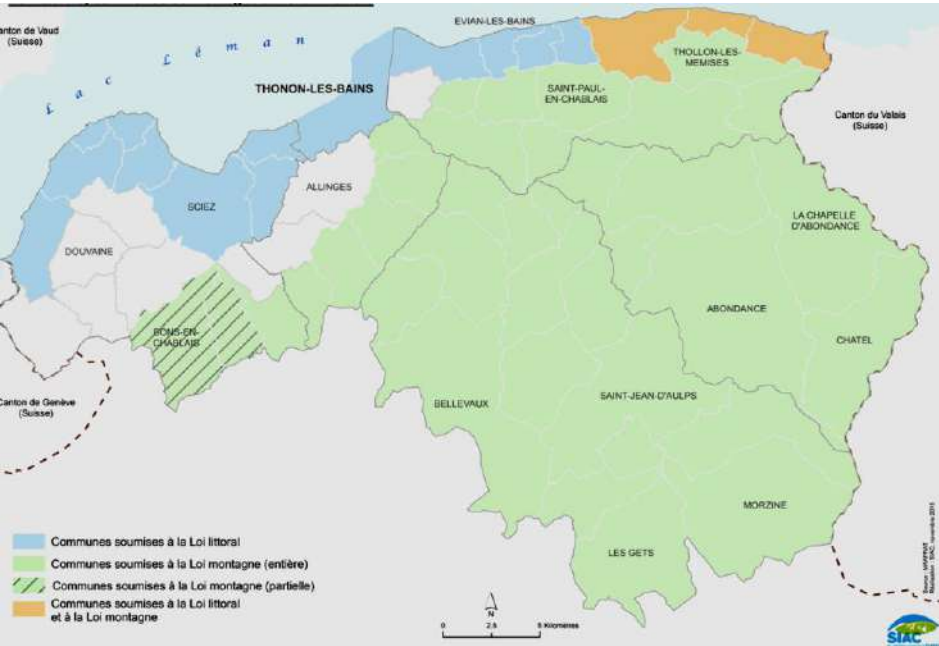 Canton de Vaud
(Suisse)
Lac Léman
EVIAN-LES-BAINS
THOLLON-LES-
MEMISES
THONON-LES-BAINS
SAINT-PAUL-
EN-CHABLAIS
Canton du Valais
(Suisse)
ALLINGES
SCIEZ
LA CHAPELLE
D'ABONDANCE
DOUVAINE
ABONDANCE
BONS-EN-
CHABLAIS
CHATEL
Canton de Genève
(Suisse)
BELLEVAUX
SAINT-JEAN-D'AULPS
MORZINE
LES GETS
Communes soumises à la Loi littoral
Communes soumises à la Loi montagne (entière)
Communes soumises à la Loi montagne (partielle)
Communes soumises à la Loi littoral
et à la Loi montagne
N
0 2.5 5 Kilomètres
SIAC